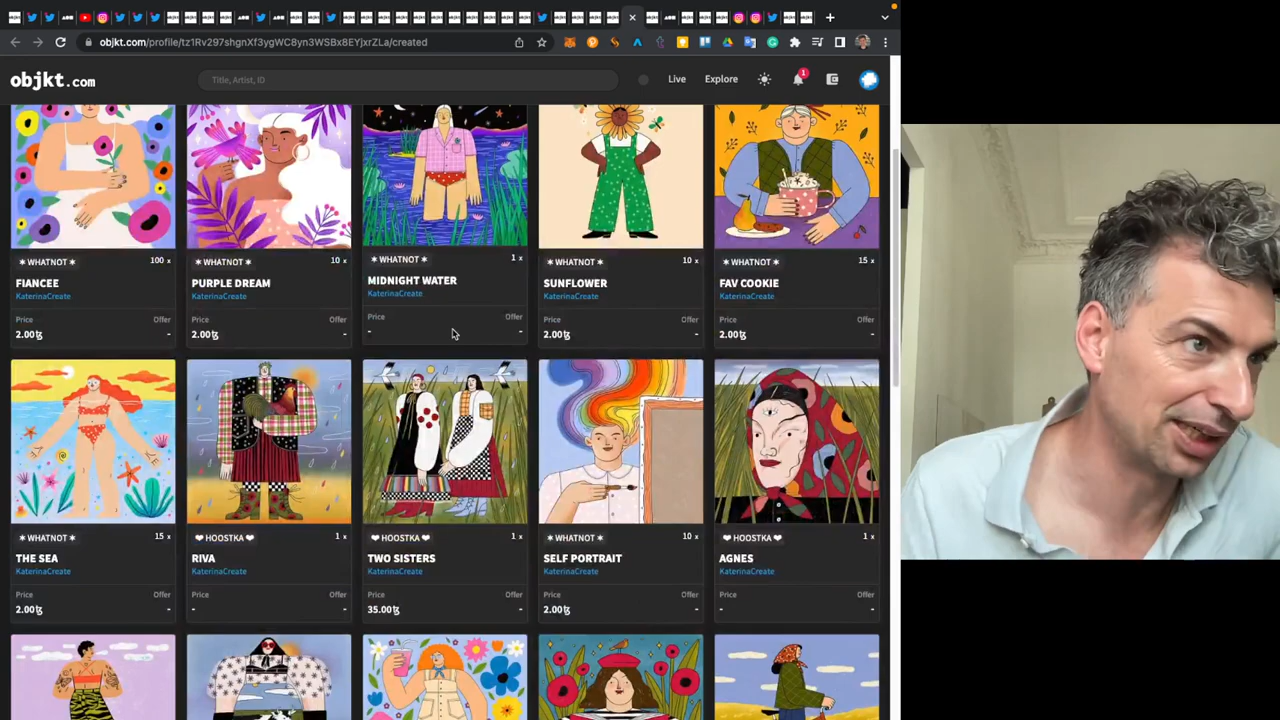 objkt.com/profile/tz1Rv297shgnXf3ygWC8yn3WSBx8EYjxrZLa/created
objkt.com
Title, Artist, ID
Live
Explore
1
✶ WHATNOT ✶ 100 x
FIANCEE
KaterinaCreate
Price Offer
2.00ꜩ -
✶ WHATNOT ✶ 10 x
PURPLE DREAM
KaterinaCreate
Price Offer
2.00ꜩ -
✶ WHATNOT ✶ 1 x
MIDNIGHT WATER
KaterinaCreate
Price Offer
- -
✶ WHATNOT ✶ 10 x
SUNFLOWER
KaterinaCreate
Price Offer
2.00ꜩ -
✶ WHATNOT ✶ 15 x
FAV COOKIE
KaterinaCreate
Price Offer
2.00ꜩ -
✶ WHATNOT ✶ 15 x
THE SEA
KaterinaCreate
Price Offer
2.00ꜩ -
❤ HOOSTKA ❤ 1 x
RIVA
KaterinaCreate
Price Offer
- -
❤ HOOSTKA ❤ 1 x
TWO SISTERS
KaterinaCreate
Price Offer
35.00ꜩ -
✶ WHATNOT ✶ 10 x
SELF PORTRAIT
KaterinaCreate
Price Offer
2.00ꜩ -
❤ HOOSTKA ❤ 1 x
AGNES
KaterinaCreate
Price Offer
- -